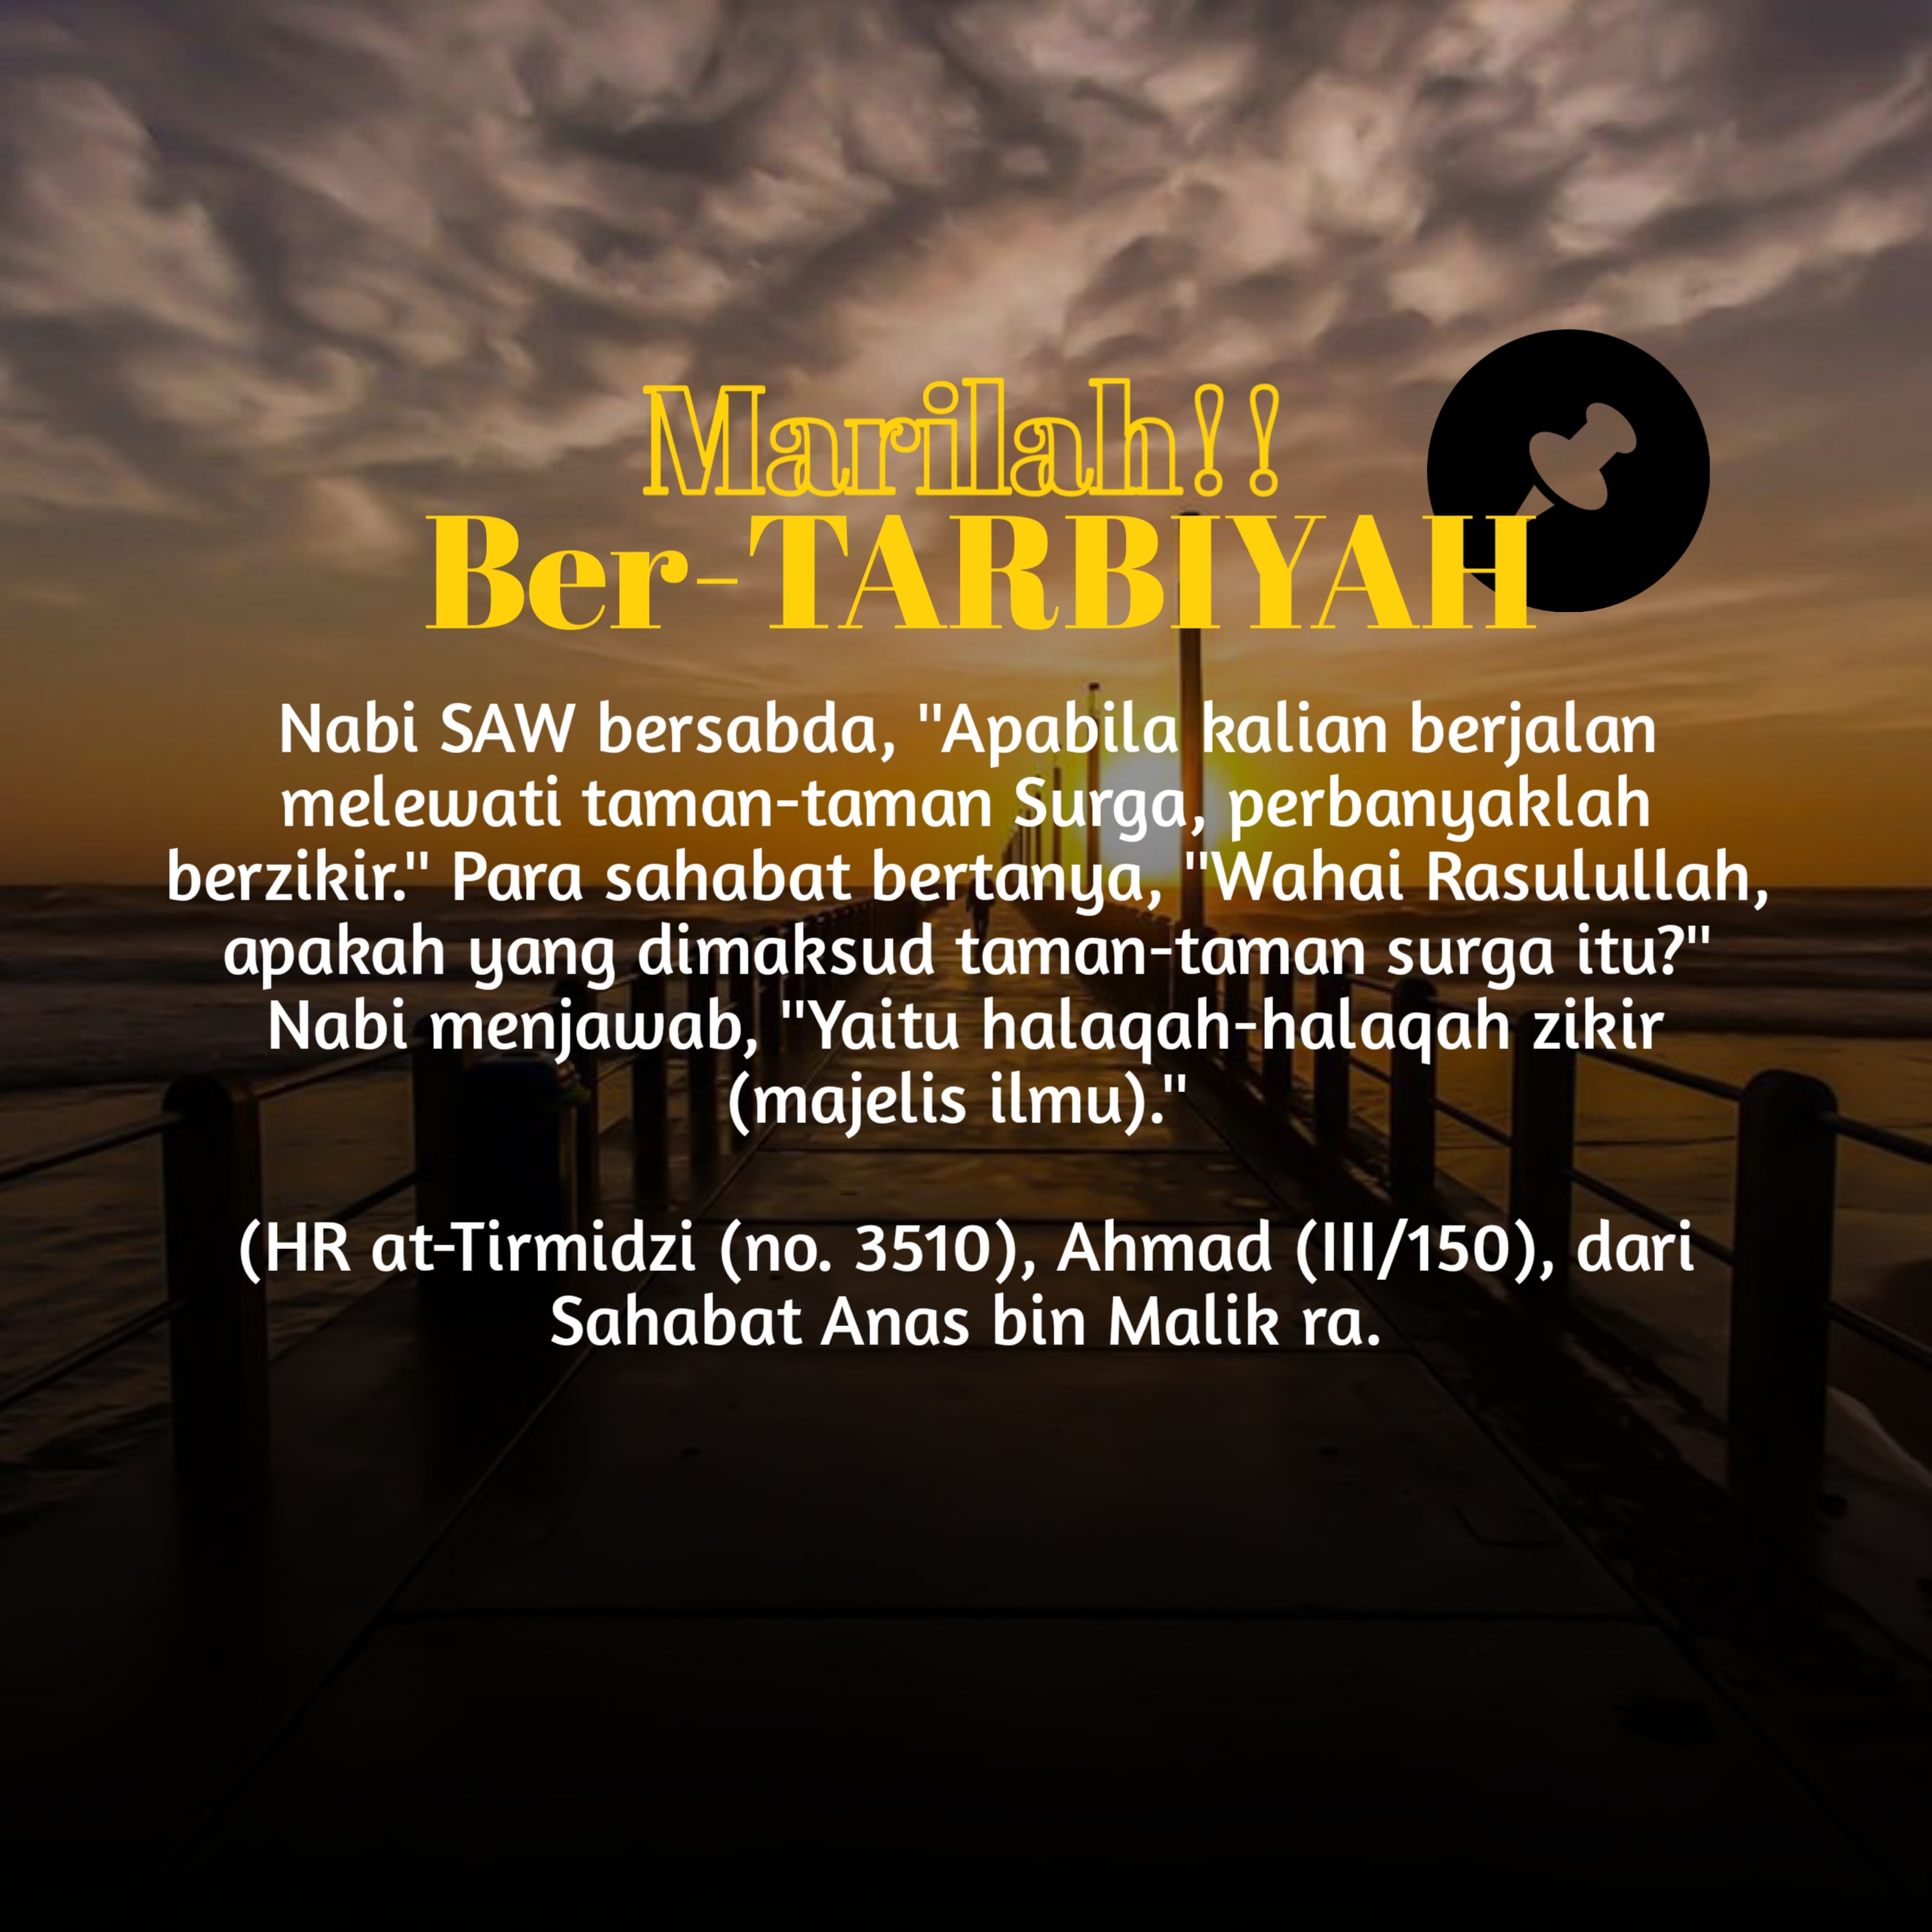 Marilah!!
Ber-TARBIYAH
Nabi SAW bersabda, "Apabila kalian berjalan
melewati taman-taman Surga, perbanyaklah
berzikir." Para sahabat bertanya, "Wahai Rasulullah,
apakah yang dimaksud taman-taman surga itu?"
Nabi menjawab, "Yaitu halaqah-halaqah zikir
(majelis ilmu)."
(HR at-Tirmidzi (no. 3510), Ahmad (III/150), dari
Sahabat Anas bin Malik ra.